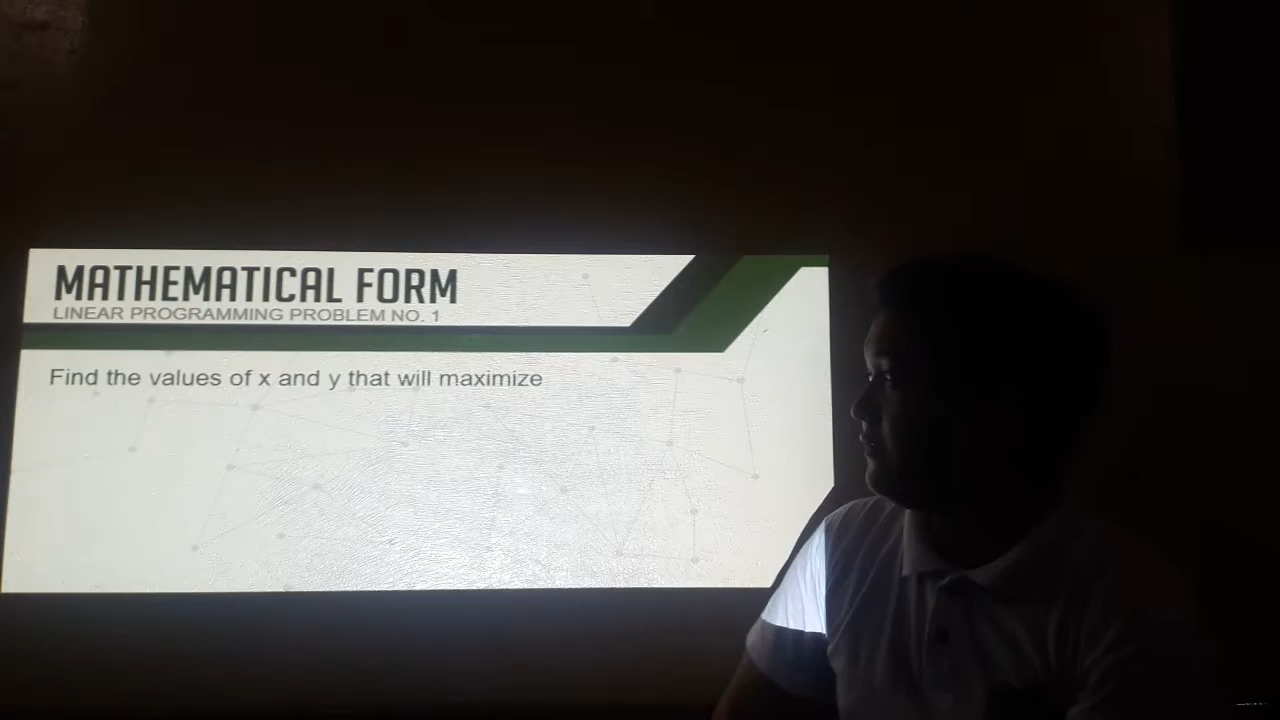 MATHEMATICAL FORM
LINEAR PROGRAMMING PROBLEM NO. 1
Find the values of x and y that will maximize